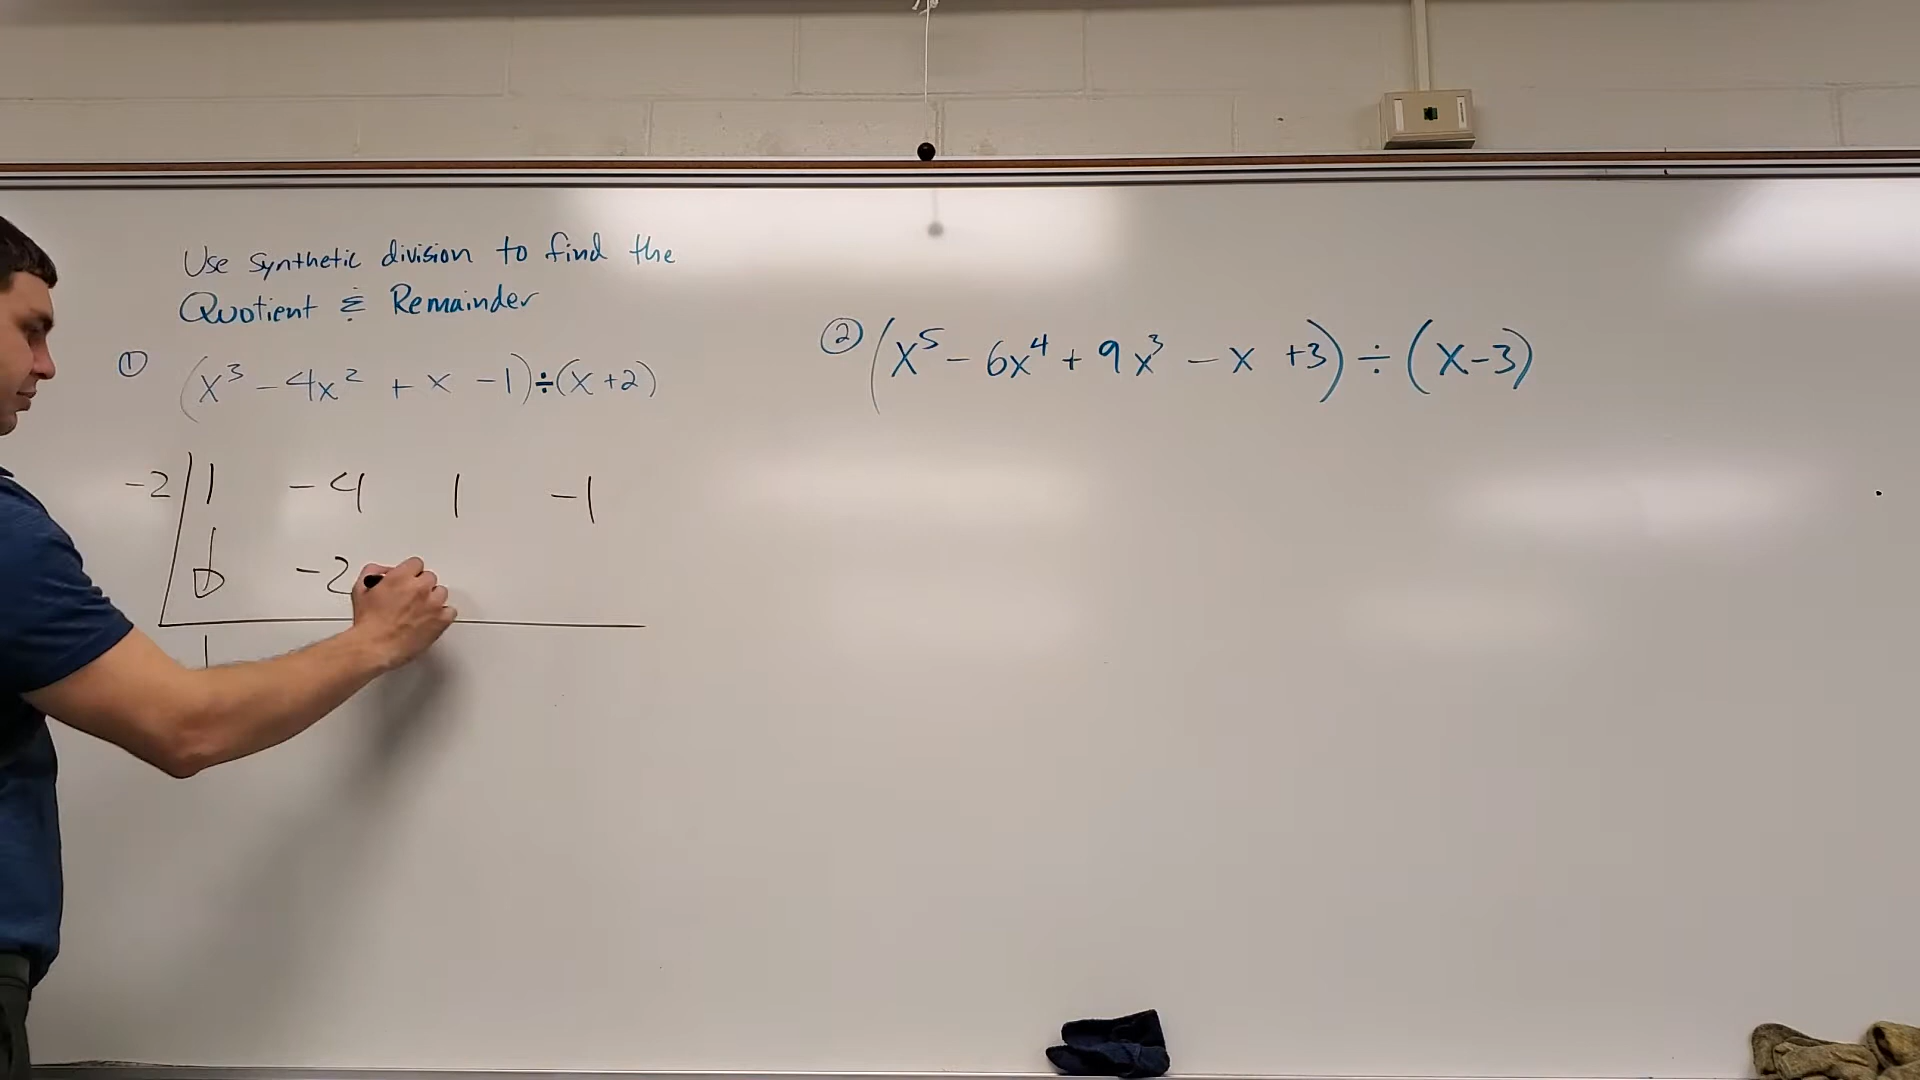 Use synthetic division to find the
Quotient & Remainder
① (x³ - 4x² + x - 1) ÷ (x + 2)
-2 | 1 -4 1 -1
-2
1
② (x⁵ - 6x⁴ + 9x³ - x + 3) ÷ (x - 3)